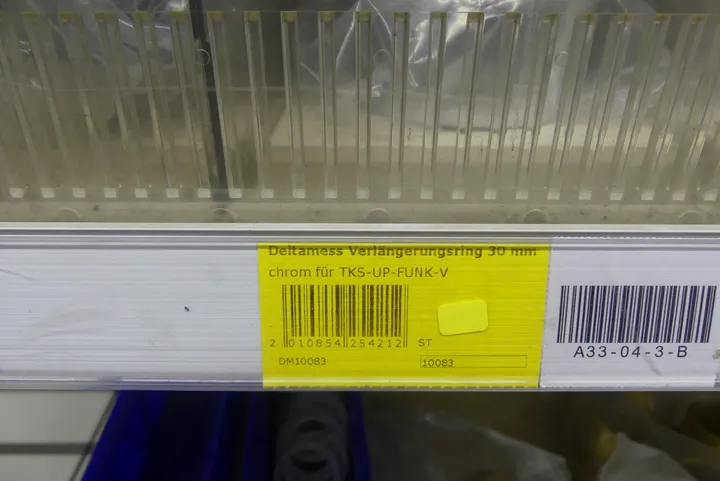 Deltamess Verlängerungsring 30 mm
chrom für TKS-UP-FUNK-V
2 010854 254212 ST
DM10083 10083
A33-04-3-B